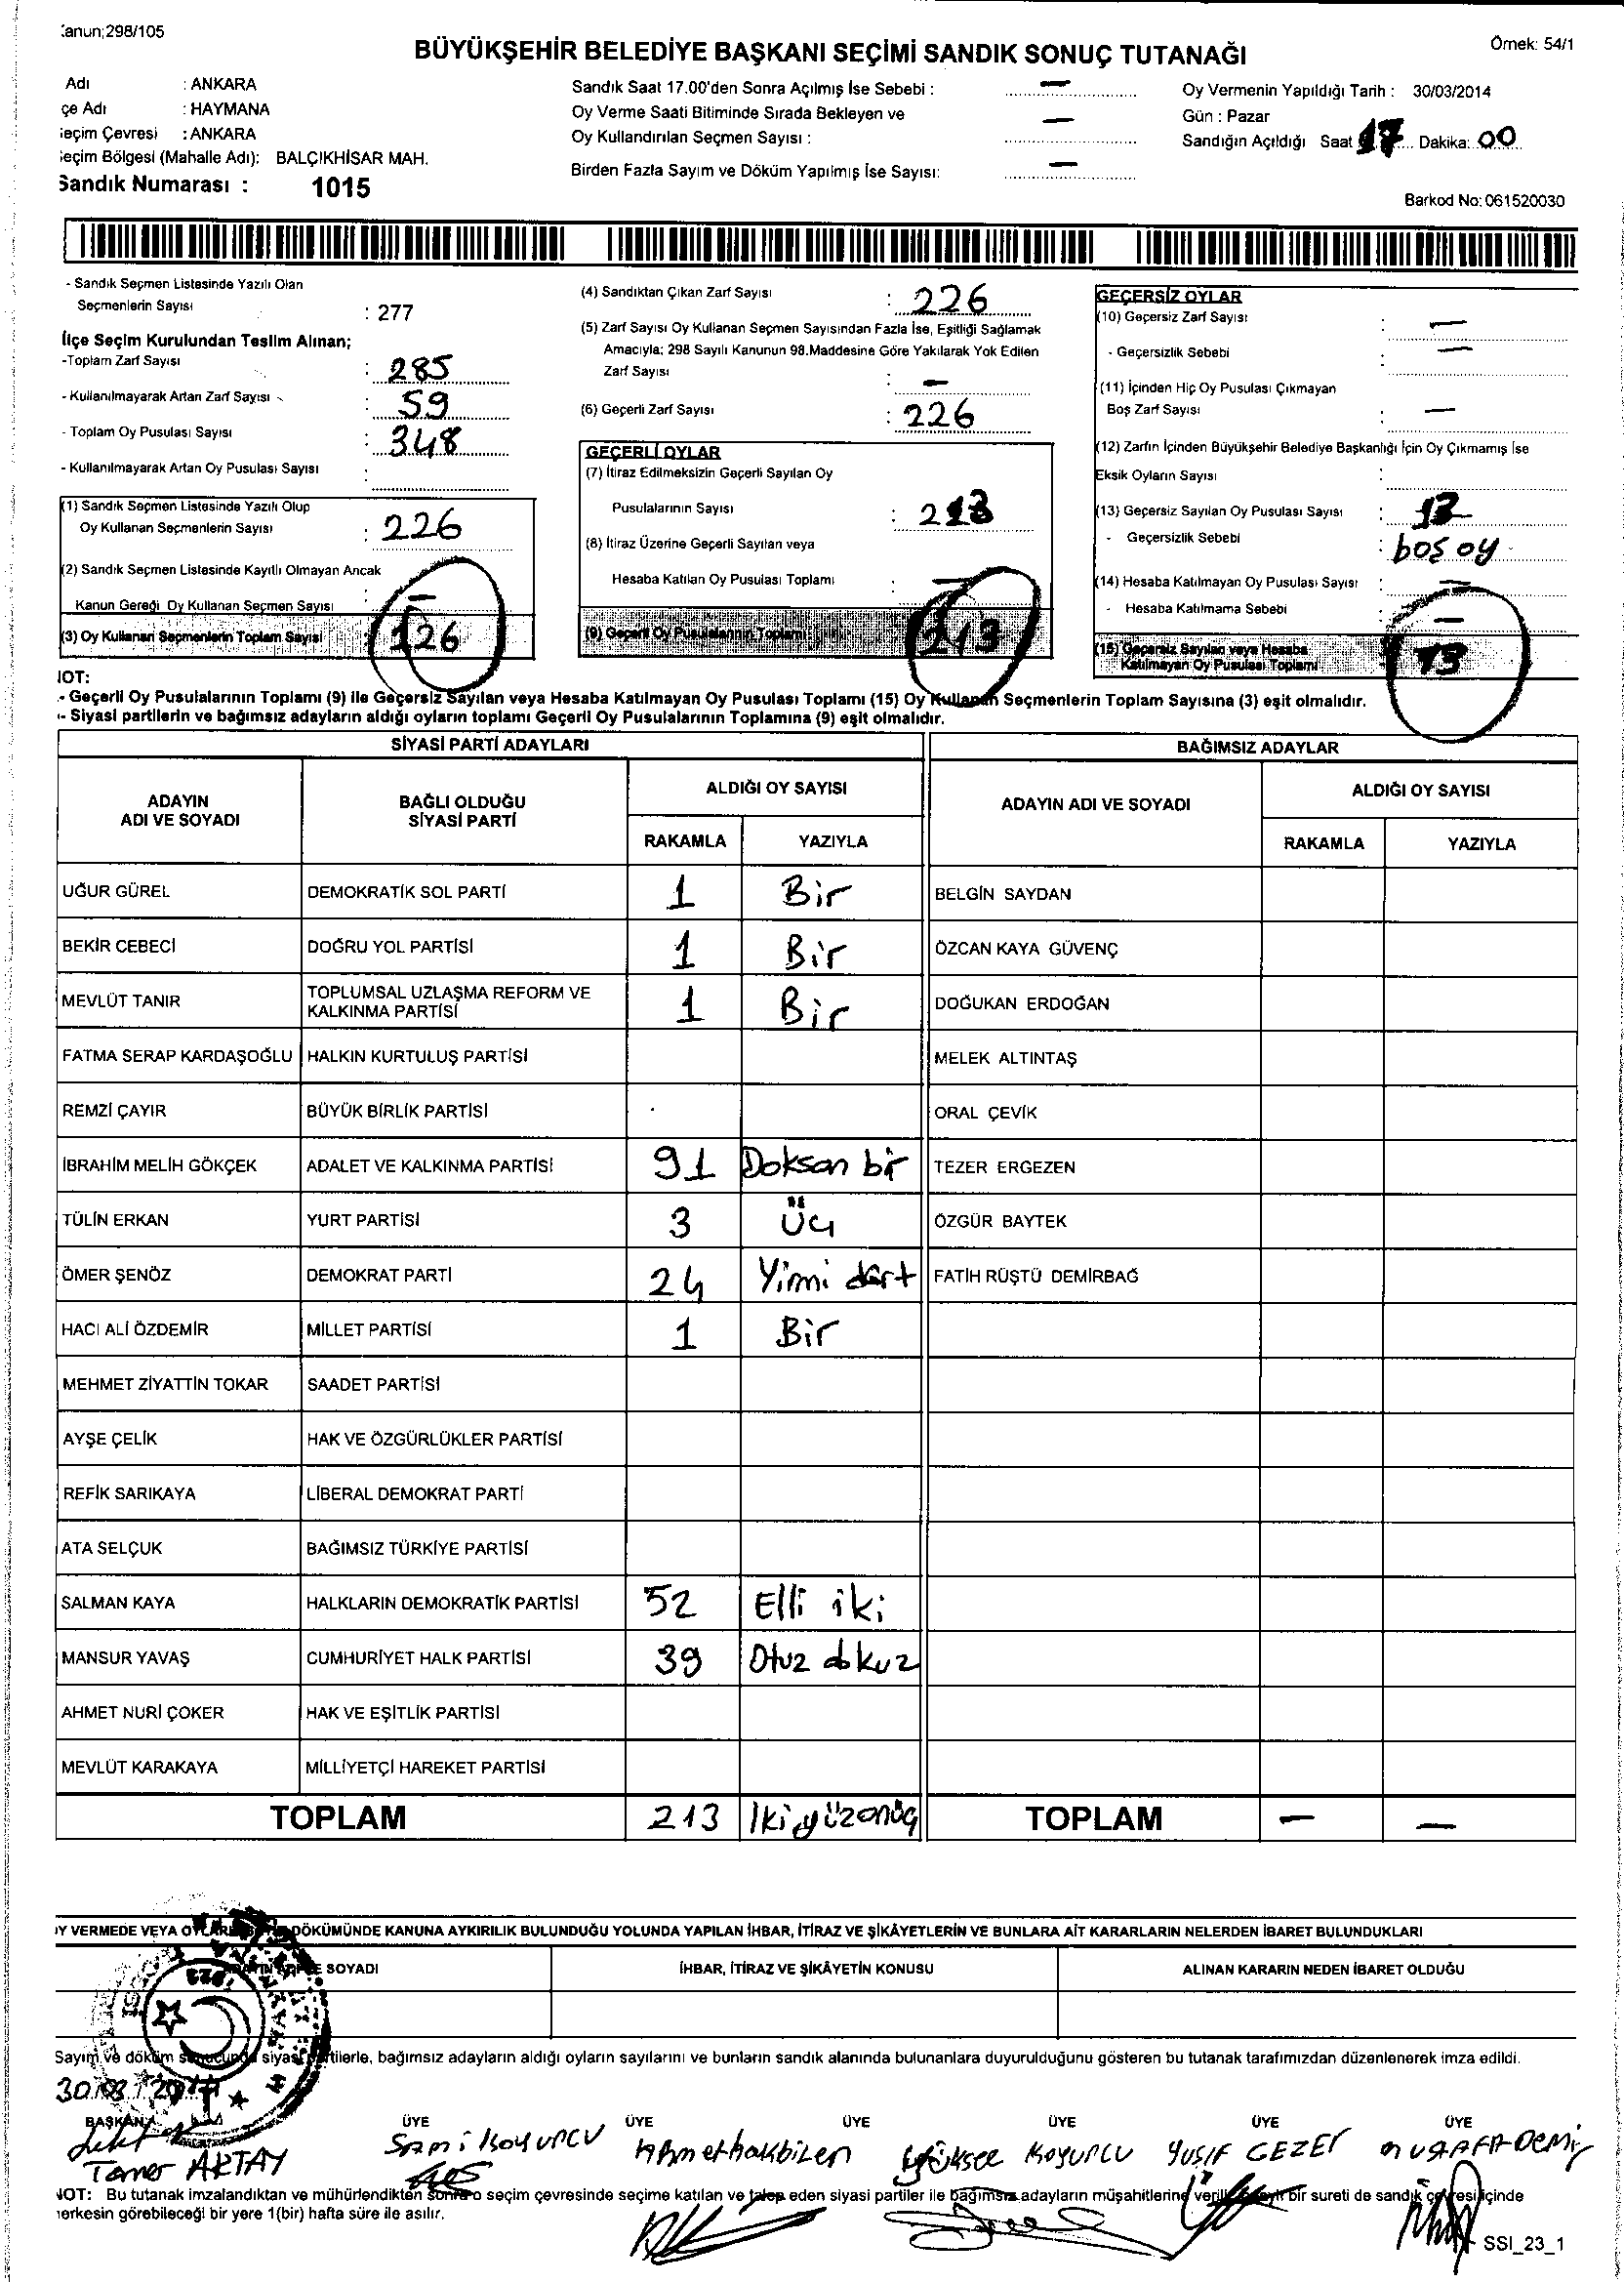 anun;298/105
Örnek: 54/1
BÜYÜKŞEHİR BELEDİYE BAŞKANI SEÇİMİ SANDIK SONUÇ TUTANAĞI
Adı : ANKARA
çe Adı : HAYMANA
eçim Çevresi : ANKARA
eçim Bölgesi (Mahalle Adı): BALÇIKHİSAR MAH.
Sandık Numarası : 1015
Sandık Saat 17.00'den Sonra Açılmış İse Sebebi : —
Oy Verme Saati Bitiminde Sırada Bekleyen ve
Oy Kullandırılan Seçmen Sayısı : —
Birden Fazla Sayım ve Döküm Yapılmış İse Sayısı: —
Oy Vermenin Yapıldığı Tarih : 30/03/2014
Gün : Pazar
Sandığın Açıldığı Saat 17 Dakika: 00
Barkod No: 061520030
- Sandık Seçmen Listesinde Yazılı Olan
Seçmenlerin Sayısı : 277
İlçe Seçim Kurulundan Teslim Alınan;
-Toplam Zarf Sayısı : 285
- Kullanılmayarak Artan Zarf Sayısı : 59
- Toplam Oy Pusulası Sayısı : 348
- Kullanılmayarak Artan Oy Pusulası Sayısı :
(1) Sandık Seçmen Listesinde Yazılı Olup
Oy Kullanan Seçmenlerin Sayısı : 226
(2) Sandık Seçmen Listesinde Kayıtlı Olmayan Ancak
Kanun Gereği Oy Kullanan Seçmen Sayısı : —
(3) Oy Kullanan Seçmenlerin Toplam Sayısı : 226
(4) Sandıktan Çıkan Zarf Sayısı : 226
(5) Zarf Sayısı Oy Kullanan Seçmen Sayısından Fazla İse, Eşitliği Sağlamak
Amacıyla; 298 Sayılı Kanunun 98.Maddesine Göre Yakılarak Yok Edilen
Zarf Sayısı : —
(6) Geçerli Zarf Sayısı : 226
GEÇERLİ OYLAR
(7) İtiraz Edilmeksizin Geçerli Sayılan Oy
Pusulalarının Sayısı : 213
(8) İtiraz Üzerine Geçerli Sayılan veya
Hesaba Katılan Oy Pusulası Toplamı : —
(9) Geçerli Oy Pusulalarının Toplamı : 213
GEÇERSİZ OYLAR
(10) Geçersiz Zarf Sayısı : —
- Geçersizlik Sebebi : —
(11) İçinden Hiç Oy Pusulası Çıkmayan
Boş Zarf Sayısı : —
(12) Zarfın İçinden Büyükşehir Belediye Başkanlığı İçin Oy Çıkmamış İse
Eksik Oyların Sayısı :
(13) Geçersiz Sayılan Oy Pusulası Sayısı : 13
- Geçersizlik Sebebi : boş oy
(14) Hesaba Katılmayan Oy Pusulası Sayısı : —
- Hesaba Katılmama Sebebi : —
(15) Geçersiz Sayılan veya Hesaba
Katılmayan Oy Pusulası Toplamı : 13
NOT:
- Geçerli Oy Pusulalarının Toplamı (9) ile Geçersiz Sayılan veya Hesaba Katılmayan Oy Pusulası Toplamı (15) Oy Kullanan Seçmenlerin Toplam Sayısına (3) eşit olmalıdır.
- Siyasi partilerin ve bağımsız adayların aldığı oyların toplamı Geçerli Oy Pusulalarının Toplamına (9) eşit olmalıdır.
SİYASİ PARTİ ADAYLARI BAĞIMSIZ ADAYLAR
ADAYIN ADI VE SOYADI BAĞLI OLDUĞU SİYASİ PARTİ ALDIĞI OY SAYISI ADAYIN ADI VE SOYADI ALDIĞI OY SAYISI
RAKAMLA YAZIYLA RAKAMLA YAZIYLA
UĞUR GÜREL DEMOKRATİK SOL PARTİ 1 Bir BELGİN SAYDAN
BEKİR CEBECİ DOĞRU YOL PARTİSİ 1 Bir ÖZCAN KAYA GÜVENÇ
MEVLÜT TANIR TOPLUMSAL UZLAŞMA REFORM VE KALKINMA PARTİSİ 1 Bir DOĞUKAN ERDOĞAN
FATMA SERAP KARDAŞOĞLU HALKIN KURTULUŞ PARTİSİ MELEK ALTINTAŞ
REMZİ ÇAYIR BÜYÜK BİRLİK PARTİSİ ORAL ÇEVİK
İBRAHİM MELİH GÖKÇEK ADALET VE KALKINMA PARTİSİ 91 Doksan bir TEZER ERGEZEN
TÜLİN ERKAN YURT PARTİSİ 3 Üç ÖZGÜR BAYTEK
ÖMER ŞENÖZ DEMOKRAT PARTİ 24 Yirmi dört FATİH RÜŞTÜ DEMİRBAĞ
HACI ALİ ÖZDEMİR MİLLET PARTİSİ 1 Bir
MEHMET ZİYATTİN TOKAR SAADET PARTİSİ
AYŞE ÇELİK HAK VE ÖZGÜRLÜKLER PARTİSİ
REFİK SARIKAYA LİBERAL DEMOKRAT PARTİ
ATA SELÇUK BAĞIMSIZ TÜRKİYE PARTİSİ
SALMAN KAYA HALKLARIN DEMOKRATİK PARTİSİ 52 Elli iki
MANSUR YAVAŞ CUMHURİYET HALK PARTİSİ 39 Otuz dokuz
AHMET NURİ ÇOKER HAK VE EŞİTLİK PARTİSİ
MEVLÜT KARAKAYA MİLLİYETÇİ HAREKET PARTİSİ
TOPLAM 213 İkiyüzonüç TOPLAM — —
OY VERMEDE VEYA DÖKÜMÜNDE KANUNA AYKIRILIK BULUNDUĞU YOLUNDA YAPILAN İHBAR, İTİRAZ VE ŞİKÂYETLERİN VE BUNLARA AİT KARARLARIN NELERDEN İBARET BULUNDUKLARI
SOYADI İHBAR, İTİRAZ VE ŞİKÂYETİN KONUSU ALINAN KARARIN NEDEN İBARET OLDUĞU
Sayım ve döküm sonucunda siyasi partilerle, bağımsız adayların aldığı oyların sayılarını ve bunların sandık alanında bulunanlara duyurulduğunu gösteren bu tutanak tarafımızdan düzenlenerek imza edildi.
30/03/2014
BAŞKAN ÜYE ÜYE ÜYE ÜYE ÜYE ÜYE
Taner AKTAY Sami Koyuncu Ahmet Yüksel Koyuncu Yusuf GEZER
NOT: Bu tutanak imzalandıktan ve mühürlendikten sonra o seçim çevresinde seçime katılan ve talep eden siyasi partiler ile bağımsız adayların müşahitlerine bir sureti de sandık çevresi içinde
herkesin görebileceği bir yere 1(bir) hafta süre ile asılır.
SSI_23_1